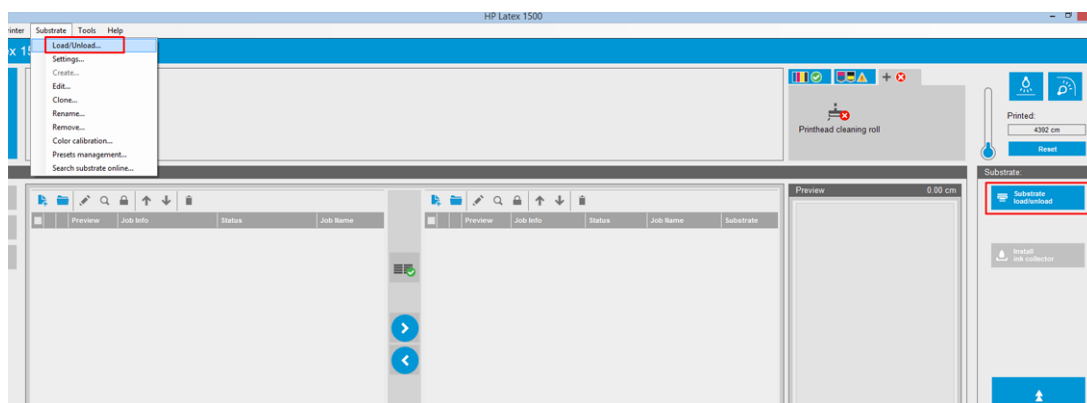 HP Latex 1500
inter Substrate Tools Help
Load/Unload...
Settings...
Create...
Edit...
Clone...
Rename...
Remove...
Color calibration...
Presets management...
Search substrate online...
x 1
Printhead cleaning roll
Printed:
4392 cm
Reset
Substrate:
Substrate
load/unload
Install
ink collector
Preview Job Info Status Job Name
Preview Job Info Status Job Name Substrate
Preview 0.00 cm